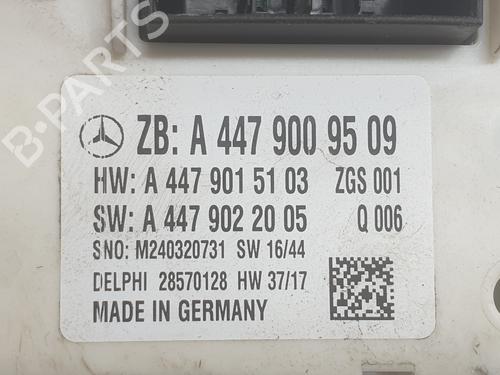 B-PARTS
ZB: A 447 900 95 09
HW: A 447 901 51 03 ZGS 001
SW: A 447 902 20 05 Q 006
SNO: M240320731 SW 16/44
DELPHI 28570128 HW 37/17
MADE IN GERMANY